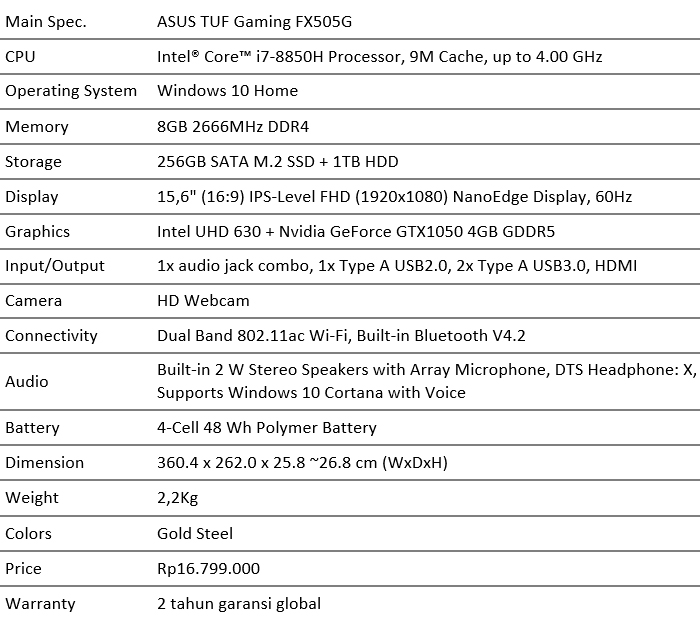 Main Spec. ASUS TUF Gaming FX505G
CPU Intel® Core™ i7-8850H Processor, 9M Cache, up to 4.00 GHz
Operating System Windows 10 Home
Memory 8GB 2666MHz DDR4
Storage 256GB SATA M.2 SSD + 1TB HDD
Display 15,6" (16:9) IPS-Level FHD (1920x1080) NanoEdge Display, 60Hz
Graphics Intel UHD 630 + Nvidia GeForce GTX1050 4GB GDDR5
Input/Output 1x audio jack combo, 1x Type A USB2.0, 2x Type A USB3.0, HDMI
Camera HD Webcam
Connectivity Dual Band 802.11ac Wi-Fi, Built-in Bluetooth V4.2
Audio Built-in 2 W Stereo Speakers with Array Microphone, DTS Headphone: X,
Supports Windows 10 Cortana with Voice
Battery 4-Cell 48 Wh Polymer Battery
Dimension 360.4 x 262.0 x 25.8 ~26.8 cm (WxDxH)
Weight 2,2Kg
Colors Gold Steel
Price Rp16.799.000
Warranty 2 tahun garansi global